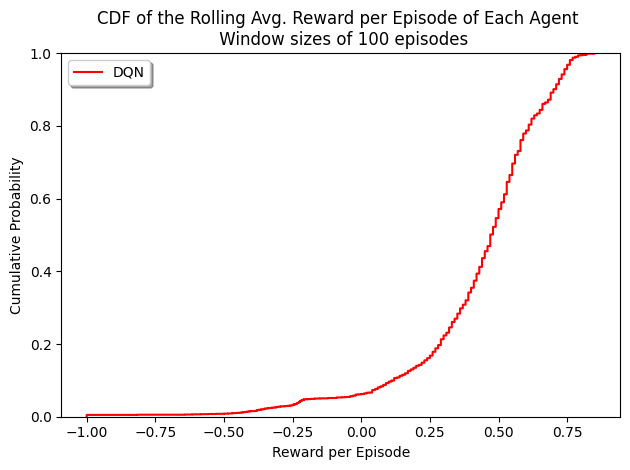 CDF of the Rolling Avg. Reward per Episode of Each Agent
Window sizes of 100 episodes
DQN
1.0
0.8
0.6
0.4
0.2
0.0
Cumulative Probability
−1.00 −0.75 −0.50 −0.25 0.00 0.25 0.50 0.75
Reward per Episode